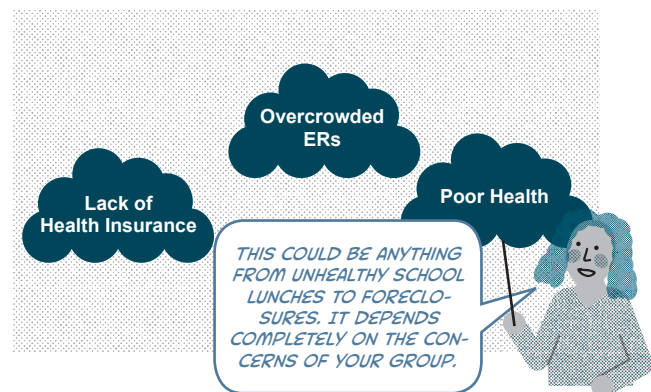 Overcrowded
ERs
Lack of
Health Insurance
Poor Health
THIS COULD BE ANYTHING
FROM UNHEALTHY SCHOOL
LUNCHES TO FORECLO-
SURES. IT DEPENDS
COMPLETELY ON THE CON-
CERNS OF YOUR GROUP.